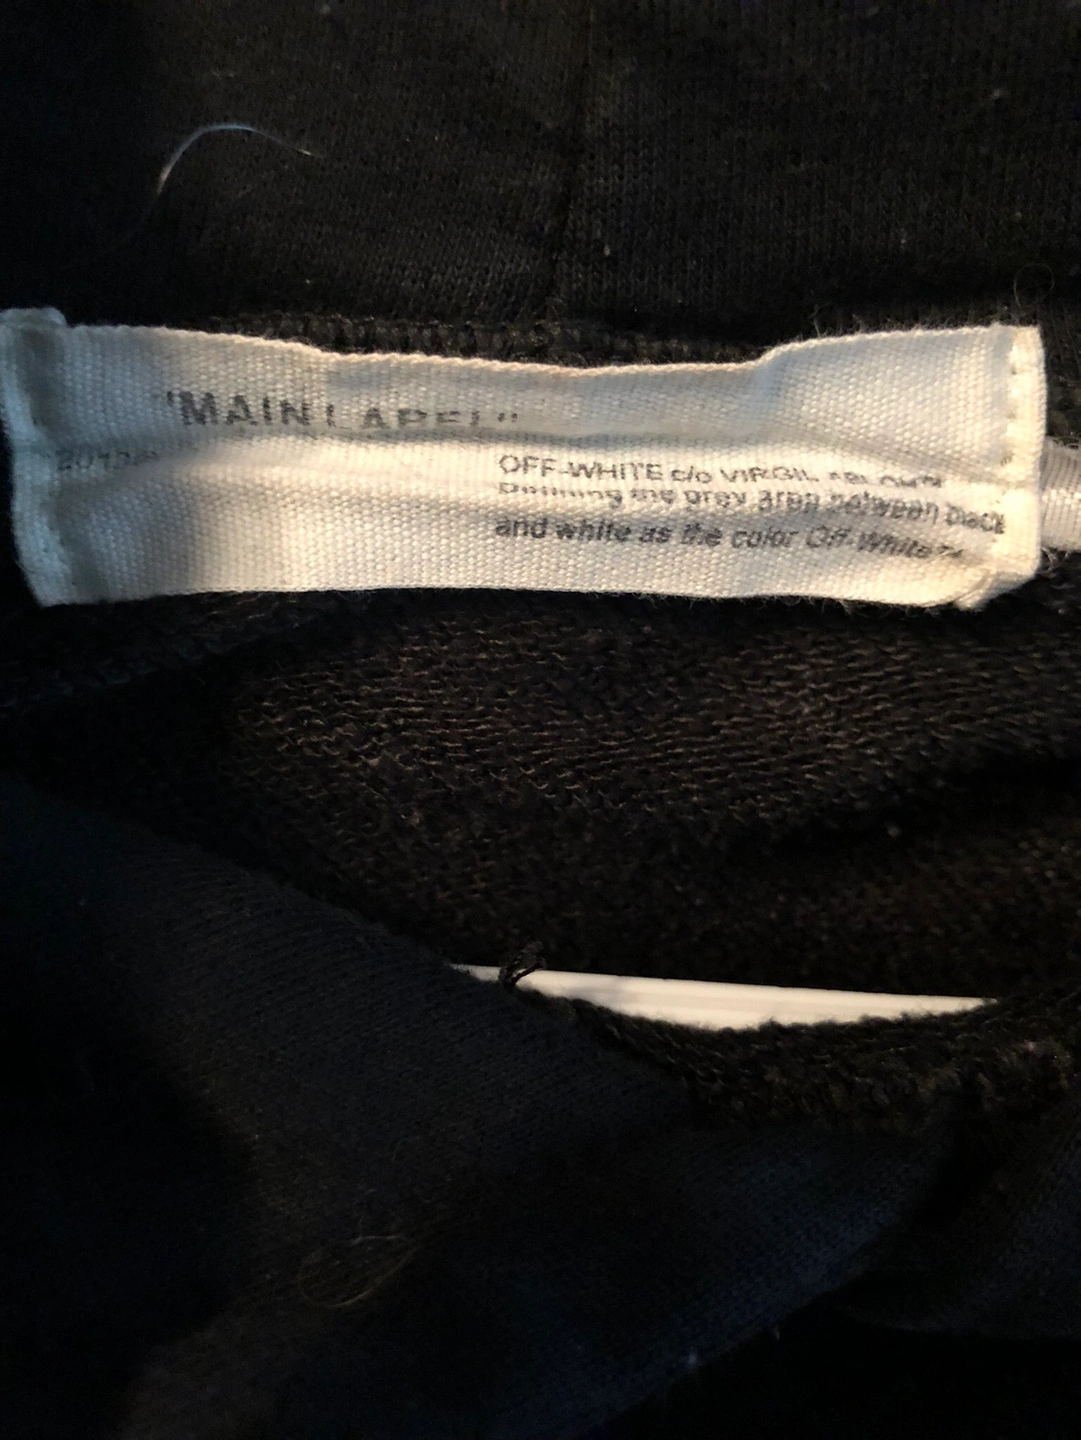 "MAIN LABEL"
OFF-WHITE c/o VIRGIL ABLOH™
Defining the grey area between black
and white as the color Off-White™